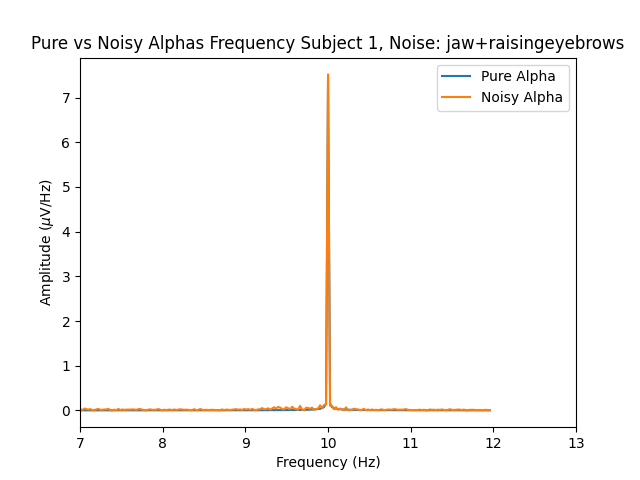 Pure vs Noisy Alphas Frequency Subject 1, Noise: jaw+raisingeyebrows
Pure Alpha
Noisy Alpha
7
6
5
4
3
2
1
0
Amplitude (μV/Hz)
7 8 9 10 11 12 13
Frequency (Hz)